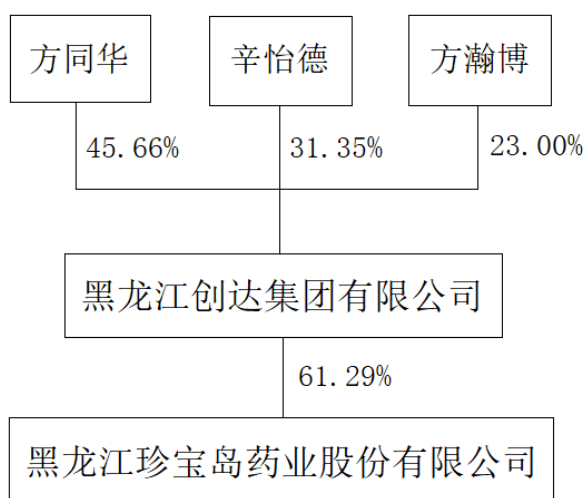 方同华 辛怡德 方瀚博
45.66% 31.35% 23.00%
黑龙江创达集团有限公司
61.29%
黑龙江珍宝岛药业股份有限公司